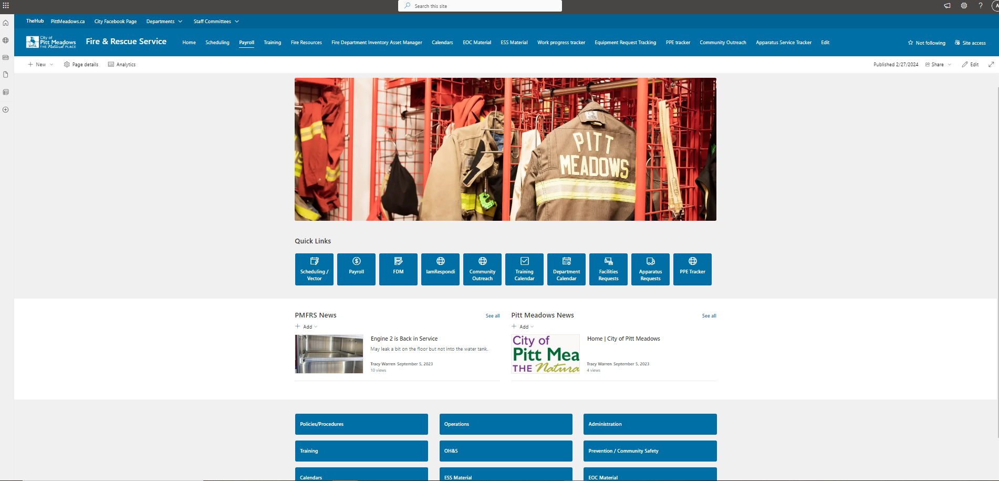 Search this site
TheHub PittMeadows.ca City Facebook Page Departments Staff Committees
City of
Pitt Meadows
THE Natural PLACE
Fire & Rescue Service
Home Scheduling Payroll Training Fire Resources Fire Department Inventory Asset Manager Calendars EOC Material ESS Material Work progress tracker Equipment Request Tracking PPE tracker Community Outreach Apparatus Service Tracker Edit
Not following Site access
New Page details Analytics
Published 2/27/2024 Share Edit
PITT
MEADOWS
Quick Links
Scheduling /
Vector
Payroll
FDM
IamRespondi
Community
Outreach
Training
Calendar
Department
Calendar
Facilities
Requests
Apparatus
Requests
PPE Tracker
PMFRS News
See all
Add
Engine 2 is Back in Service
May leak a bit on the floor but not into the water tank.
Tracy Warren September 5, 2023
10 views
Pitt Meadows News
See all
Add
City of
Pitt Mea
THE Natura
Home | City of Pitt Meadows
Tracy Warren September 5, 2023
4 views
Policies/Procedures
Operations
Administration
Training
OH&S
Prevention / Community Safety
Calendars
ESS Material
EOC Material